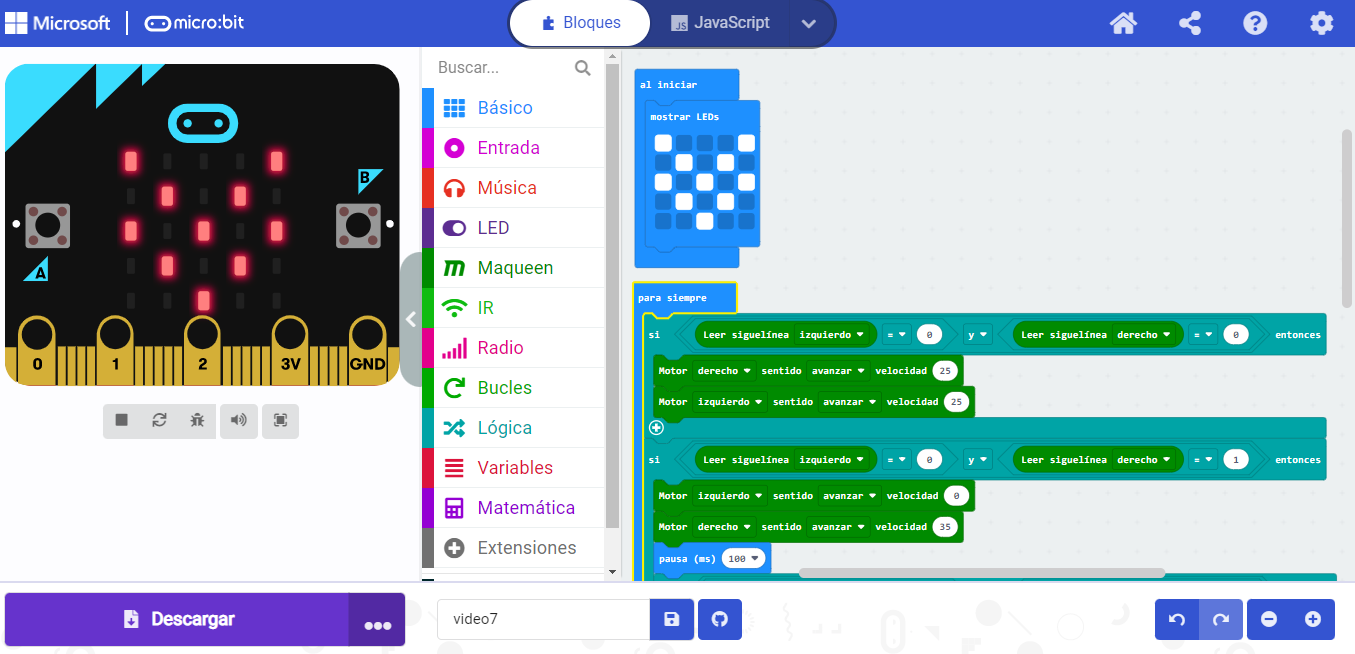 Microsoft micro:bit Bloques JS JavaScript
Buscar...
Básico
Entrada
Música
LED
Maqueen
IR
Radio
Bucles
Lógica
Variables
Matemática
Extensiones
B
A
0 1 2 3V GND
al iniciar
mostrar LEDs
para siempre
si Leer siguelínea izquierdo = 0 y Leer siguelínea derecho = 0 entonces
Motor derecho sentido avanzar velocidad 25
Motor izquierdo sentido avanzar velocidad 25
si Leer siguelínea izquierdo = 0 y Leer siguelínea derecho = 1 entonces
Motor izquierdo sentido avanzar velocidad 0
Motor derecho sentido avanzar velocidad 35
pausa (ms) 100
Descargar
video7